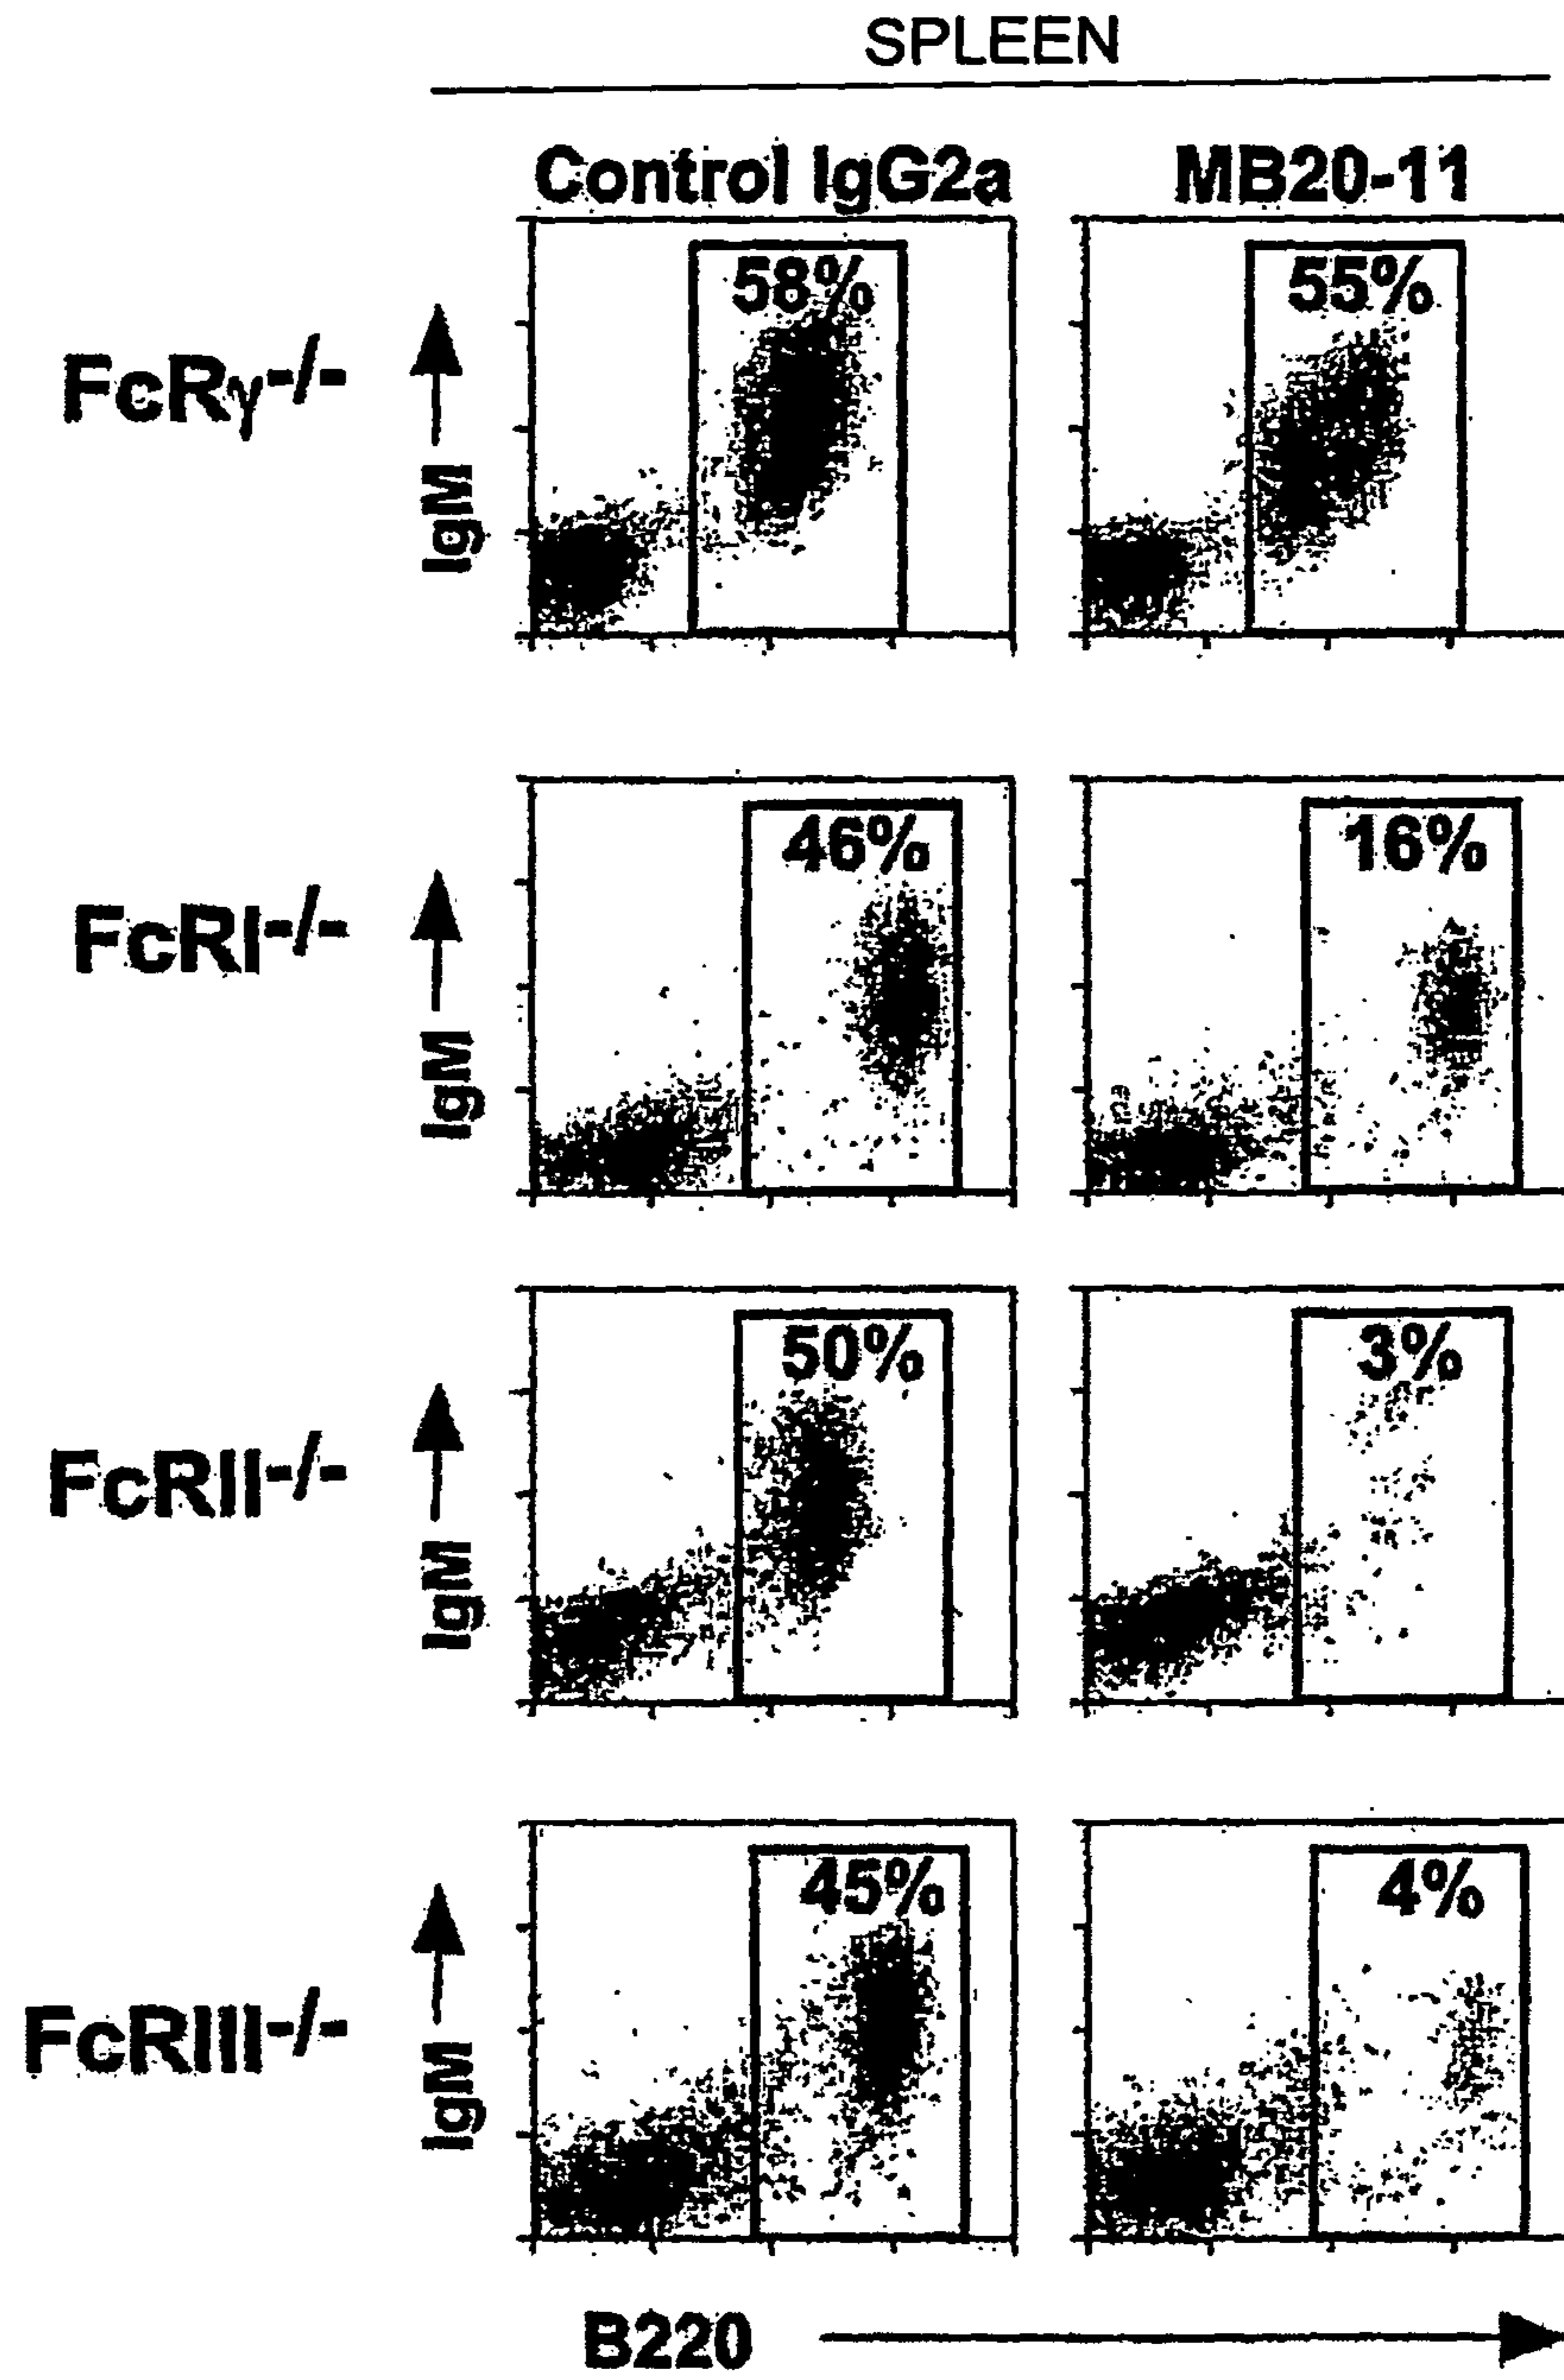 SPLEEN
Control IgG2a MB20-11
FcRγ-/- IgM 58% 55%
FcRI-/- IgM 46% 16%
FcRII-/- IgM 50% 3%
FcRIII-/- IgM 45% 4%
B220